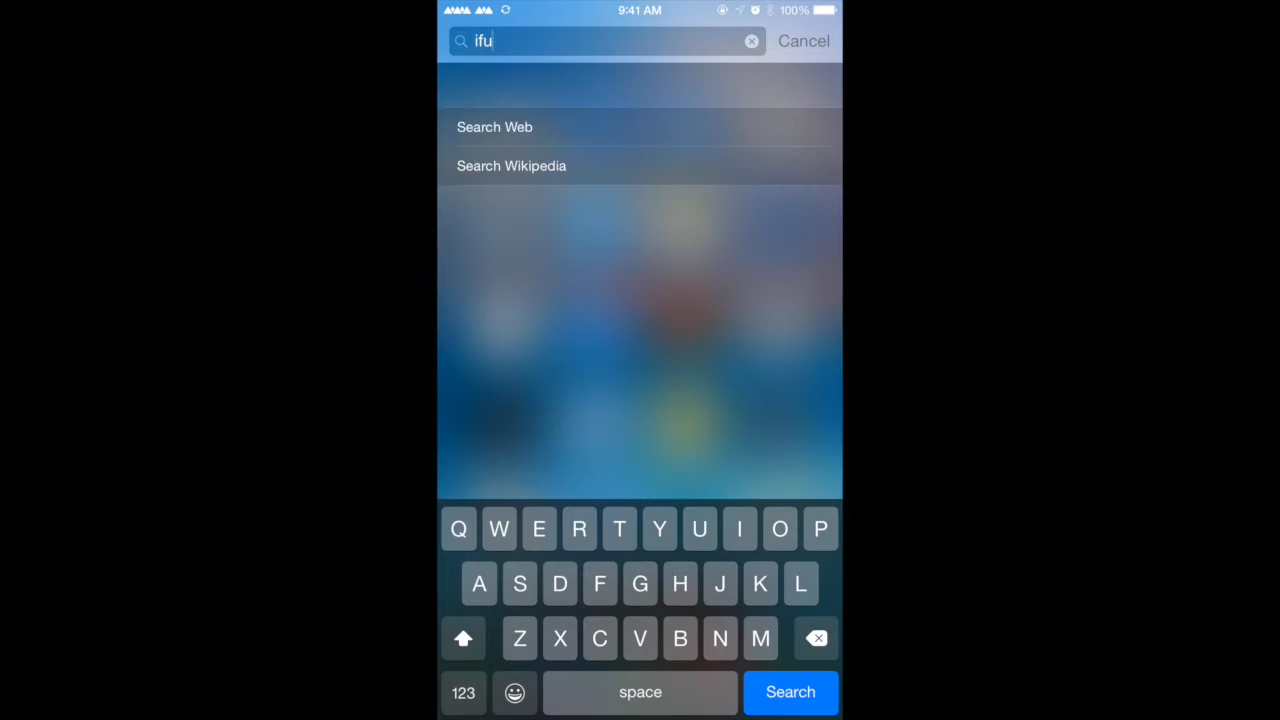 9:41 AM 100%
ifu Cancel
Search Web
Search Wikipedia
Q W E R T Y U I O P
A S D F G H J K L
Z X C V B N M
123 space Search